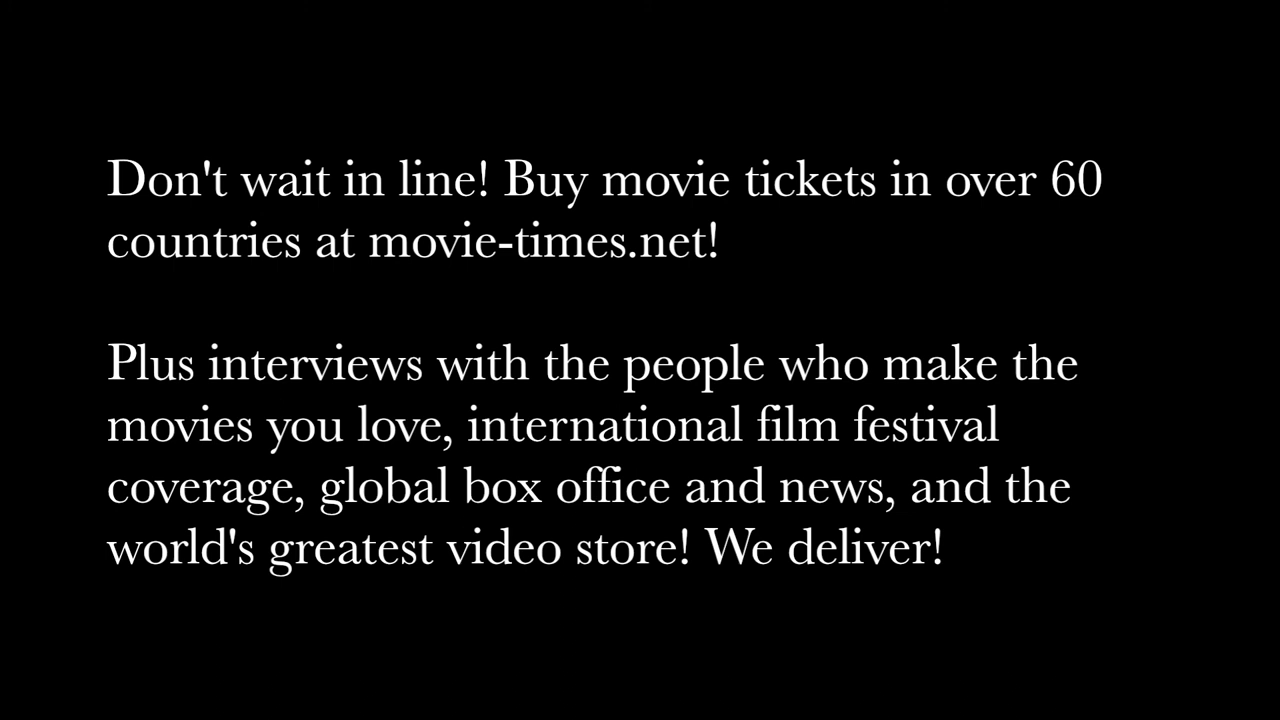 Don't wait in line! Buy movie tickets in over 60
countries at movie-times.net!
Plus interviews with the people who make the
movies you love, international film festival
coverage, global box office and news, and the
world's greatest video store! We deliver!